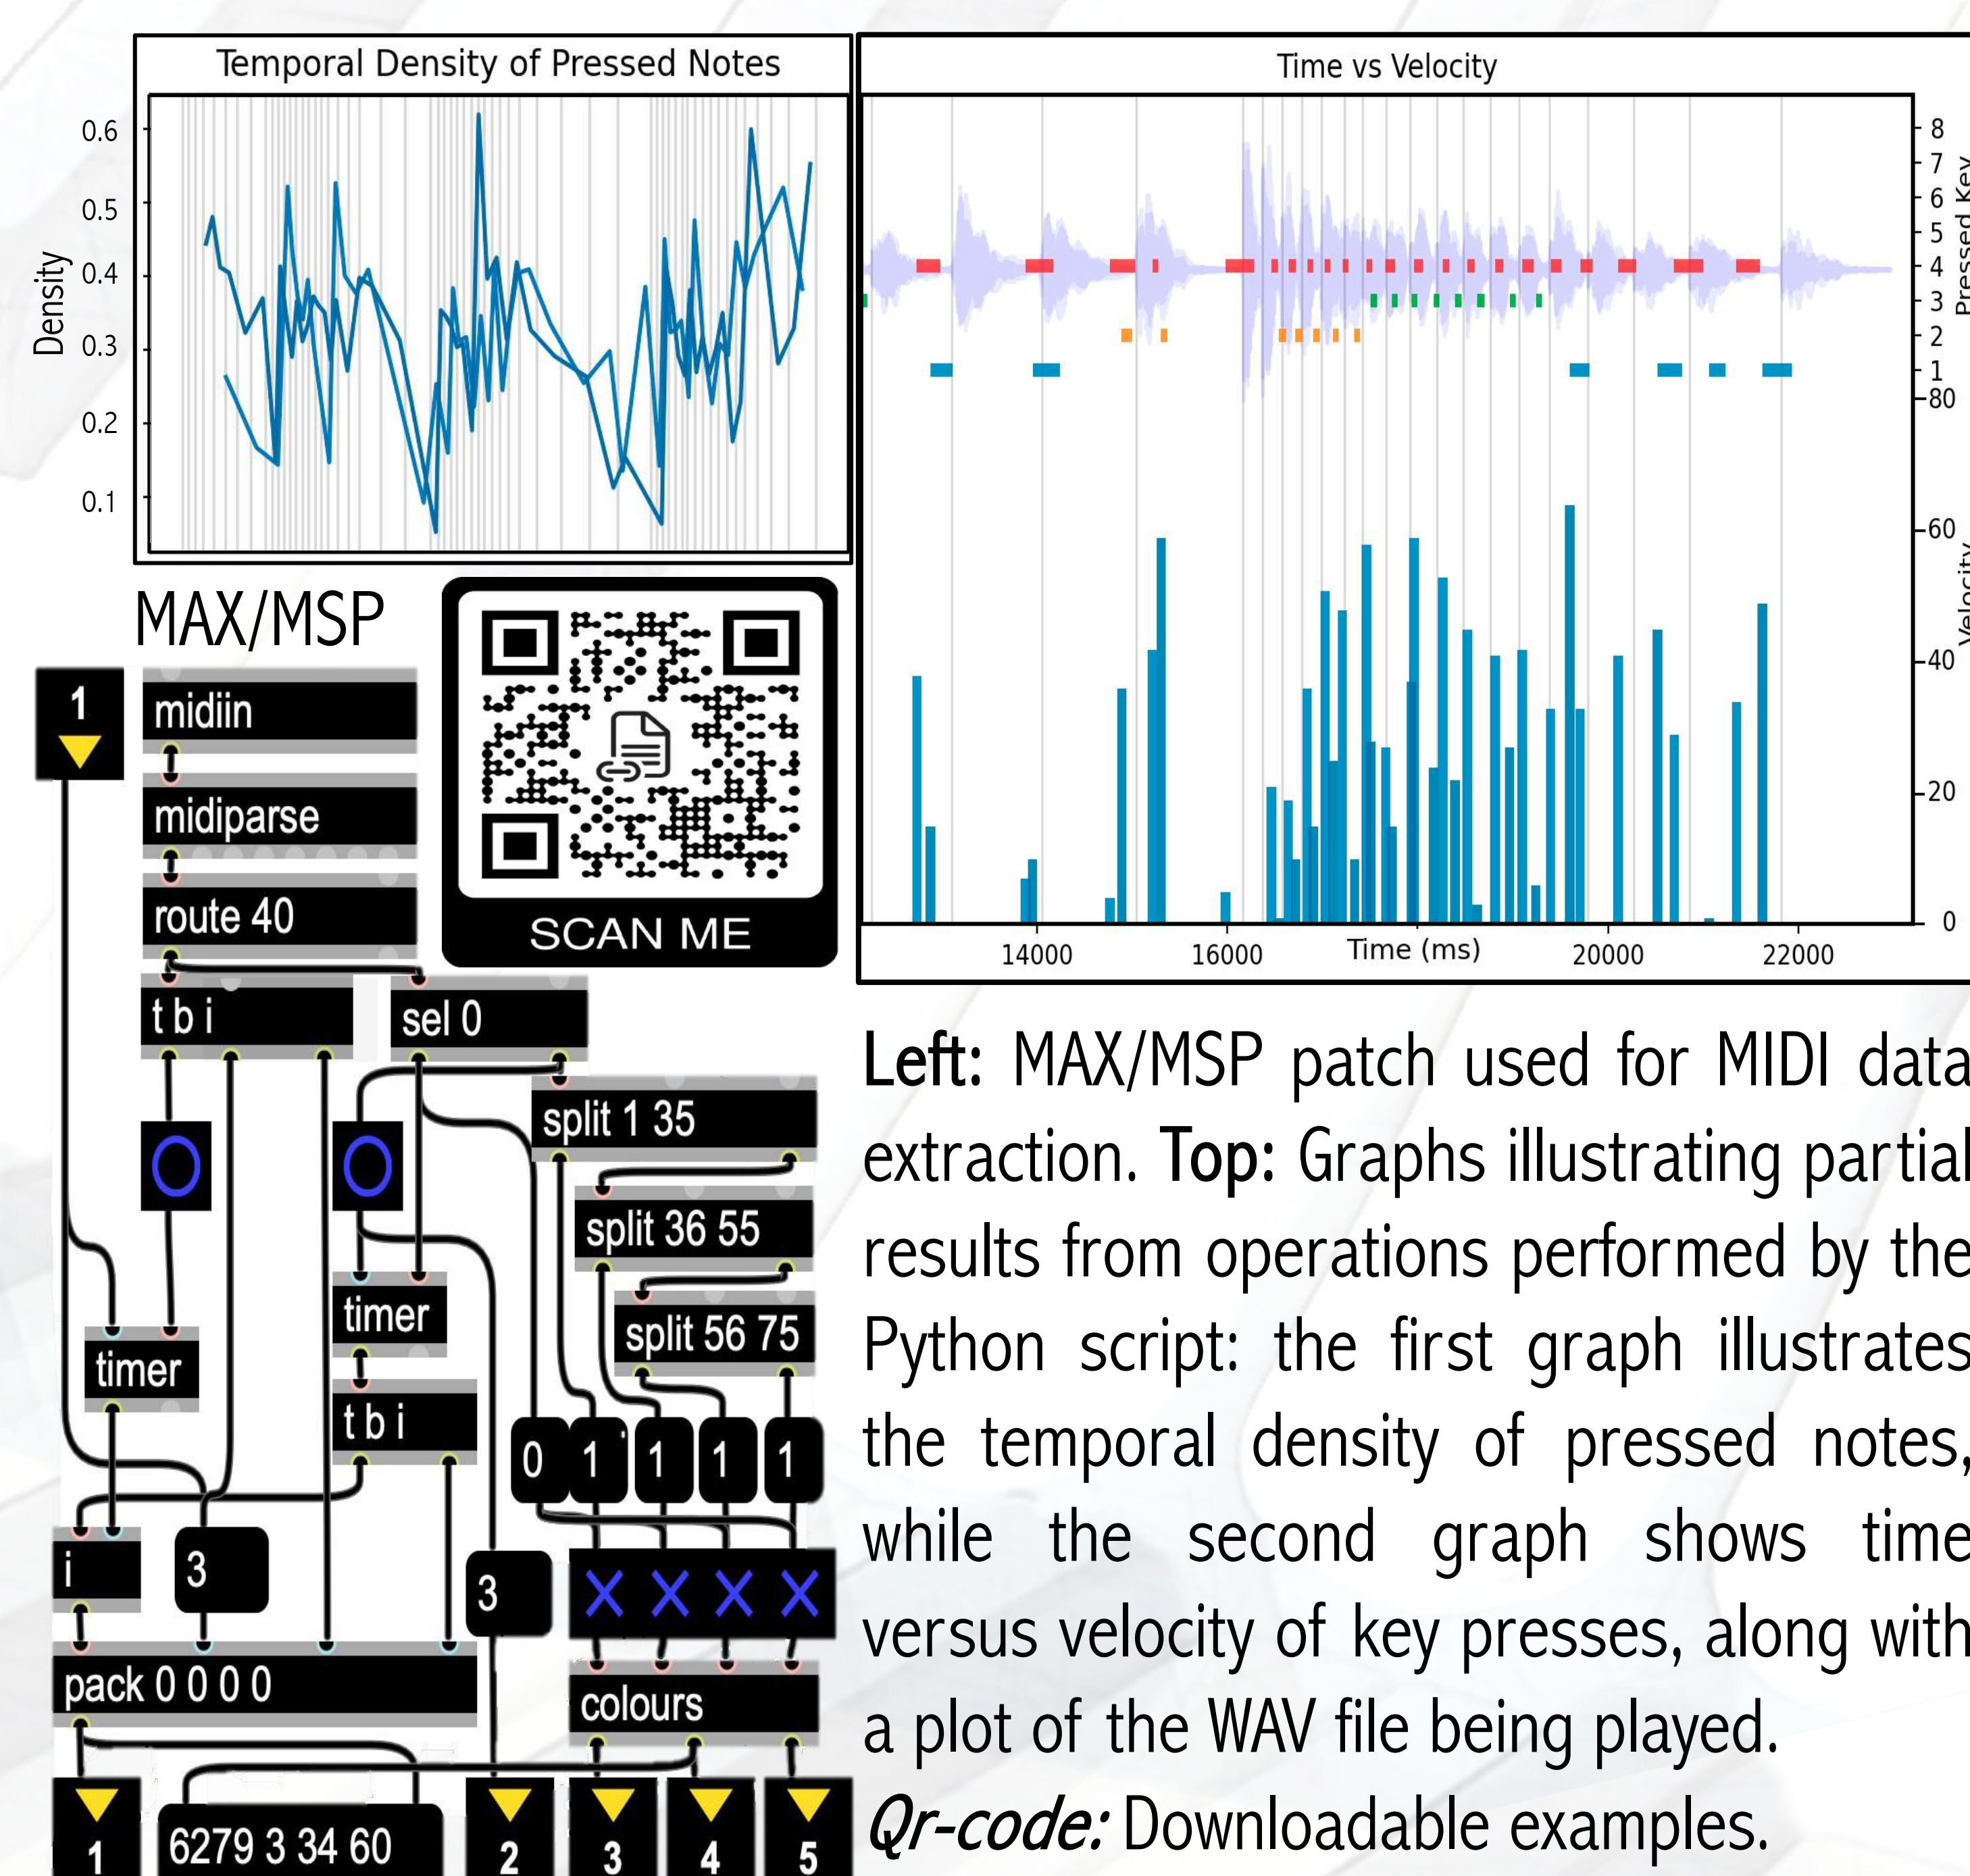 Temporal Density of Pressed Notes
Density
0.6
0.5
0.4
0.3
0.2
0.1
Time vs Velocity
8
7
6
5
4
3
2
1
Pressed Key
80
60
40
20
0
Velocity
14000 16000 Time (ms) 20000 22000
MAX/MSP
SCAN ME
1
midiin
midiparse
route 40
t b i
sel 0
split 1 35
split 36 55
split 56 75
timer
timer
t b i
0 1 1 1 1
i
3
3
pack 0 0 0 0
colours
1
6279 3 34 60
2
3
4
5
Left: MAX/MSP patch used for MIDI data
extraction. Top: Graphs illustrating partial
results from operations performed by the
Python script: the first graph illustrates
the temporal density of pressed notes,
while the second graph shows time
versus velocity of key presses, along with
a plot of the WAV file being played.
Qr-code: Downloadable examples.